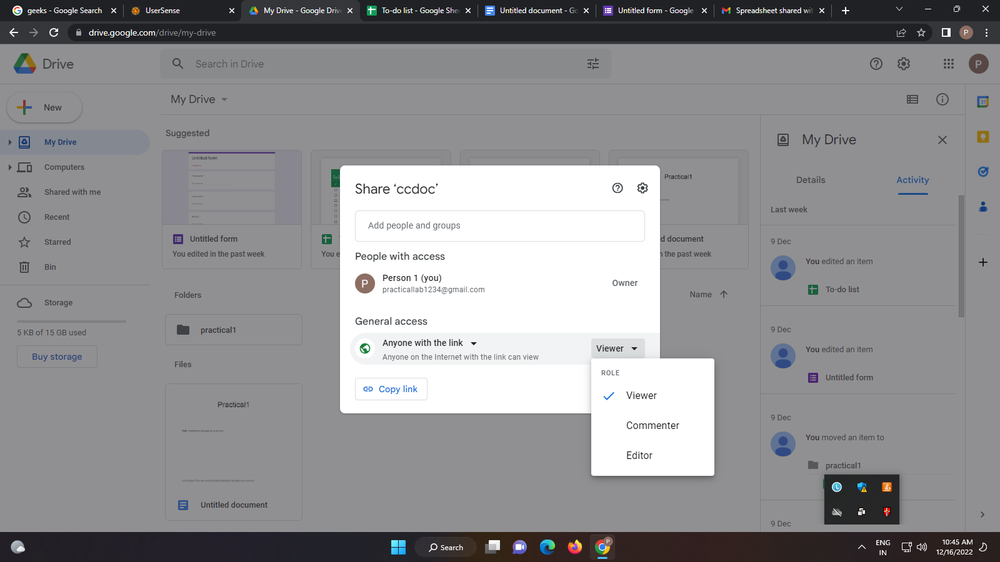 geeks - Google Search
UserSense
My Drive - Google Drive
To-do list - Google She
Untitled document - Go
Untitled form - Google
Spreadsheet shared wit
drive.google.com/drive/my-drive
P
Drive
Search in Drive
P
New
My Drive
31
My Drive
Computers
Shared with me
Recent
Starred
Bin
Storage
5 KB of 15 GB used
Buy storage
Suggested
Untitled form
Untitled form
You edited in the past week
You e
Practical1
d document
n the past week
Folders
Name
practical1
Files
Practical1
Untitled document
Share ‘ccdoc’
Add people and groups
People with access
P
Person 1 (you)
practicallab1234@gmail.com
Owner
General access
Anyone with the link
Anyone on the Internet with the link can view
Viewer
Copy link
ROLE
Viewer
Commenter
Editor
My Drive
Details
Activity
Last week
9 Dec
You edited an item
To-do list
9 Dec
You edited an item
Untitled form
9 Dec
You moved an item to
practical1
L
9 Dec
Search
P
ENG
IN
10:45 AM
12/16/2022